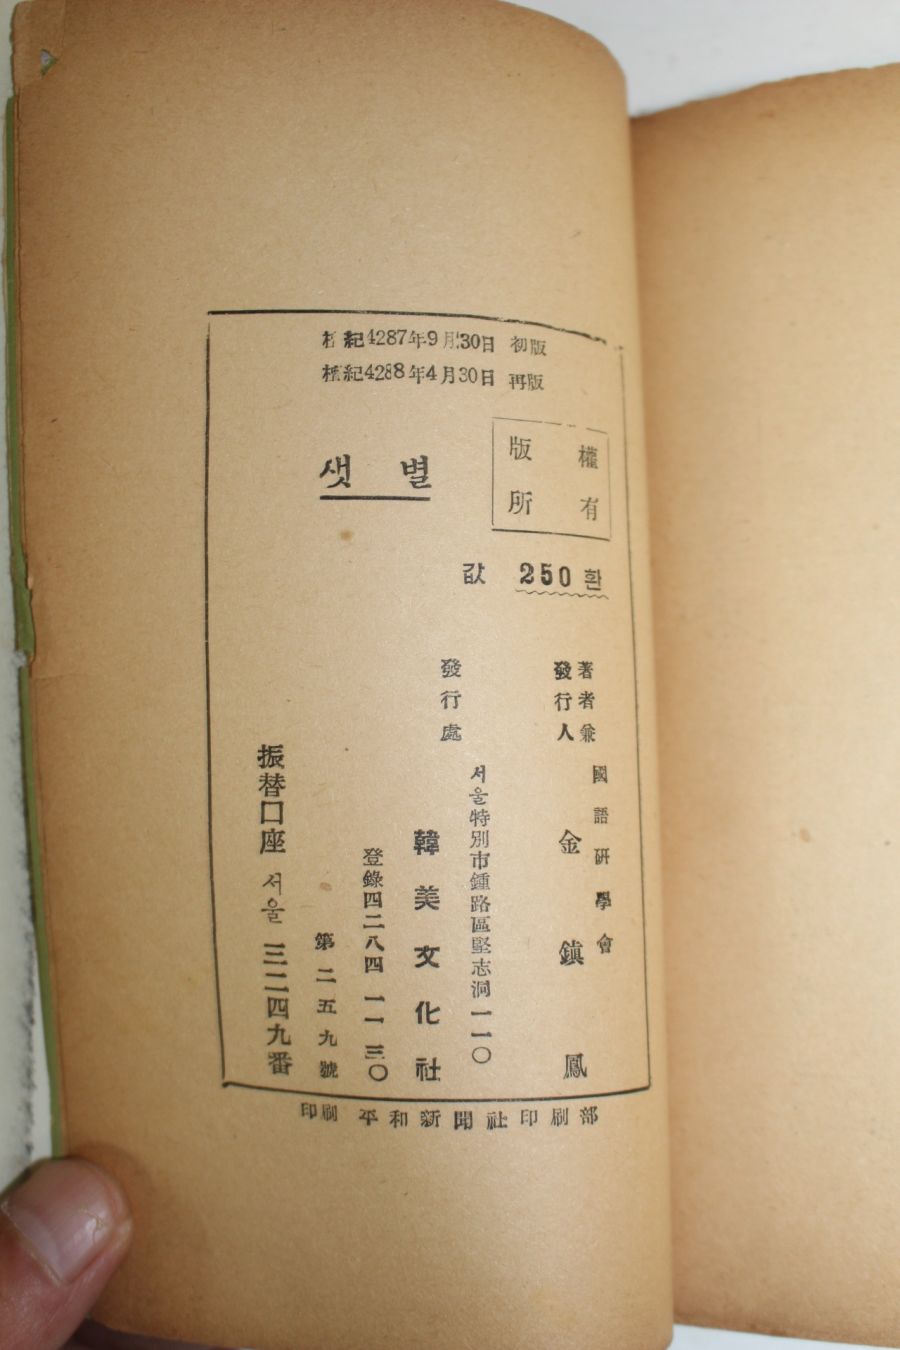 檀紀4287年9月30日 初版
檀紀4288年4月30日 再版
版權
所有
샛별
값 250환
著者兼
發行人
國語硏學會
金鎮鳳
發行處
서울特別市鍾路區堅志洞一一〇
韓美文化社
登錄四二八四 一一 三〇
第二五九號
振替口座 서울 三二四九番
印刷 平和新聞社印刷部